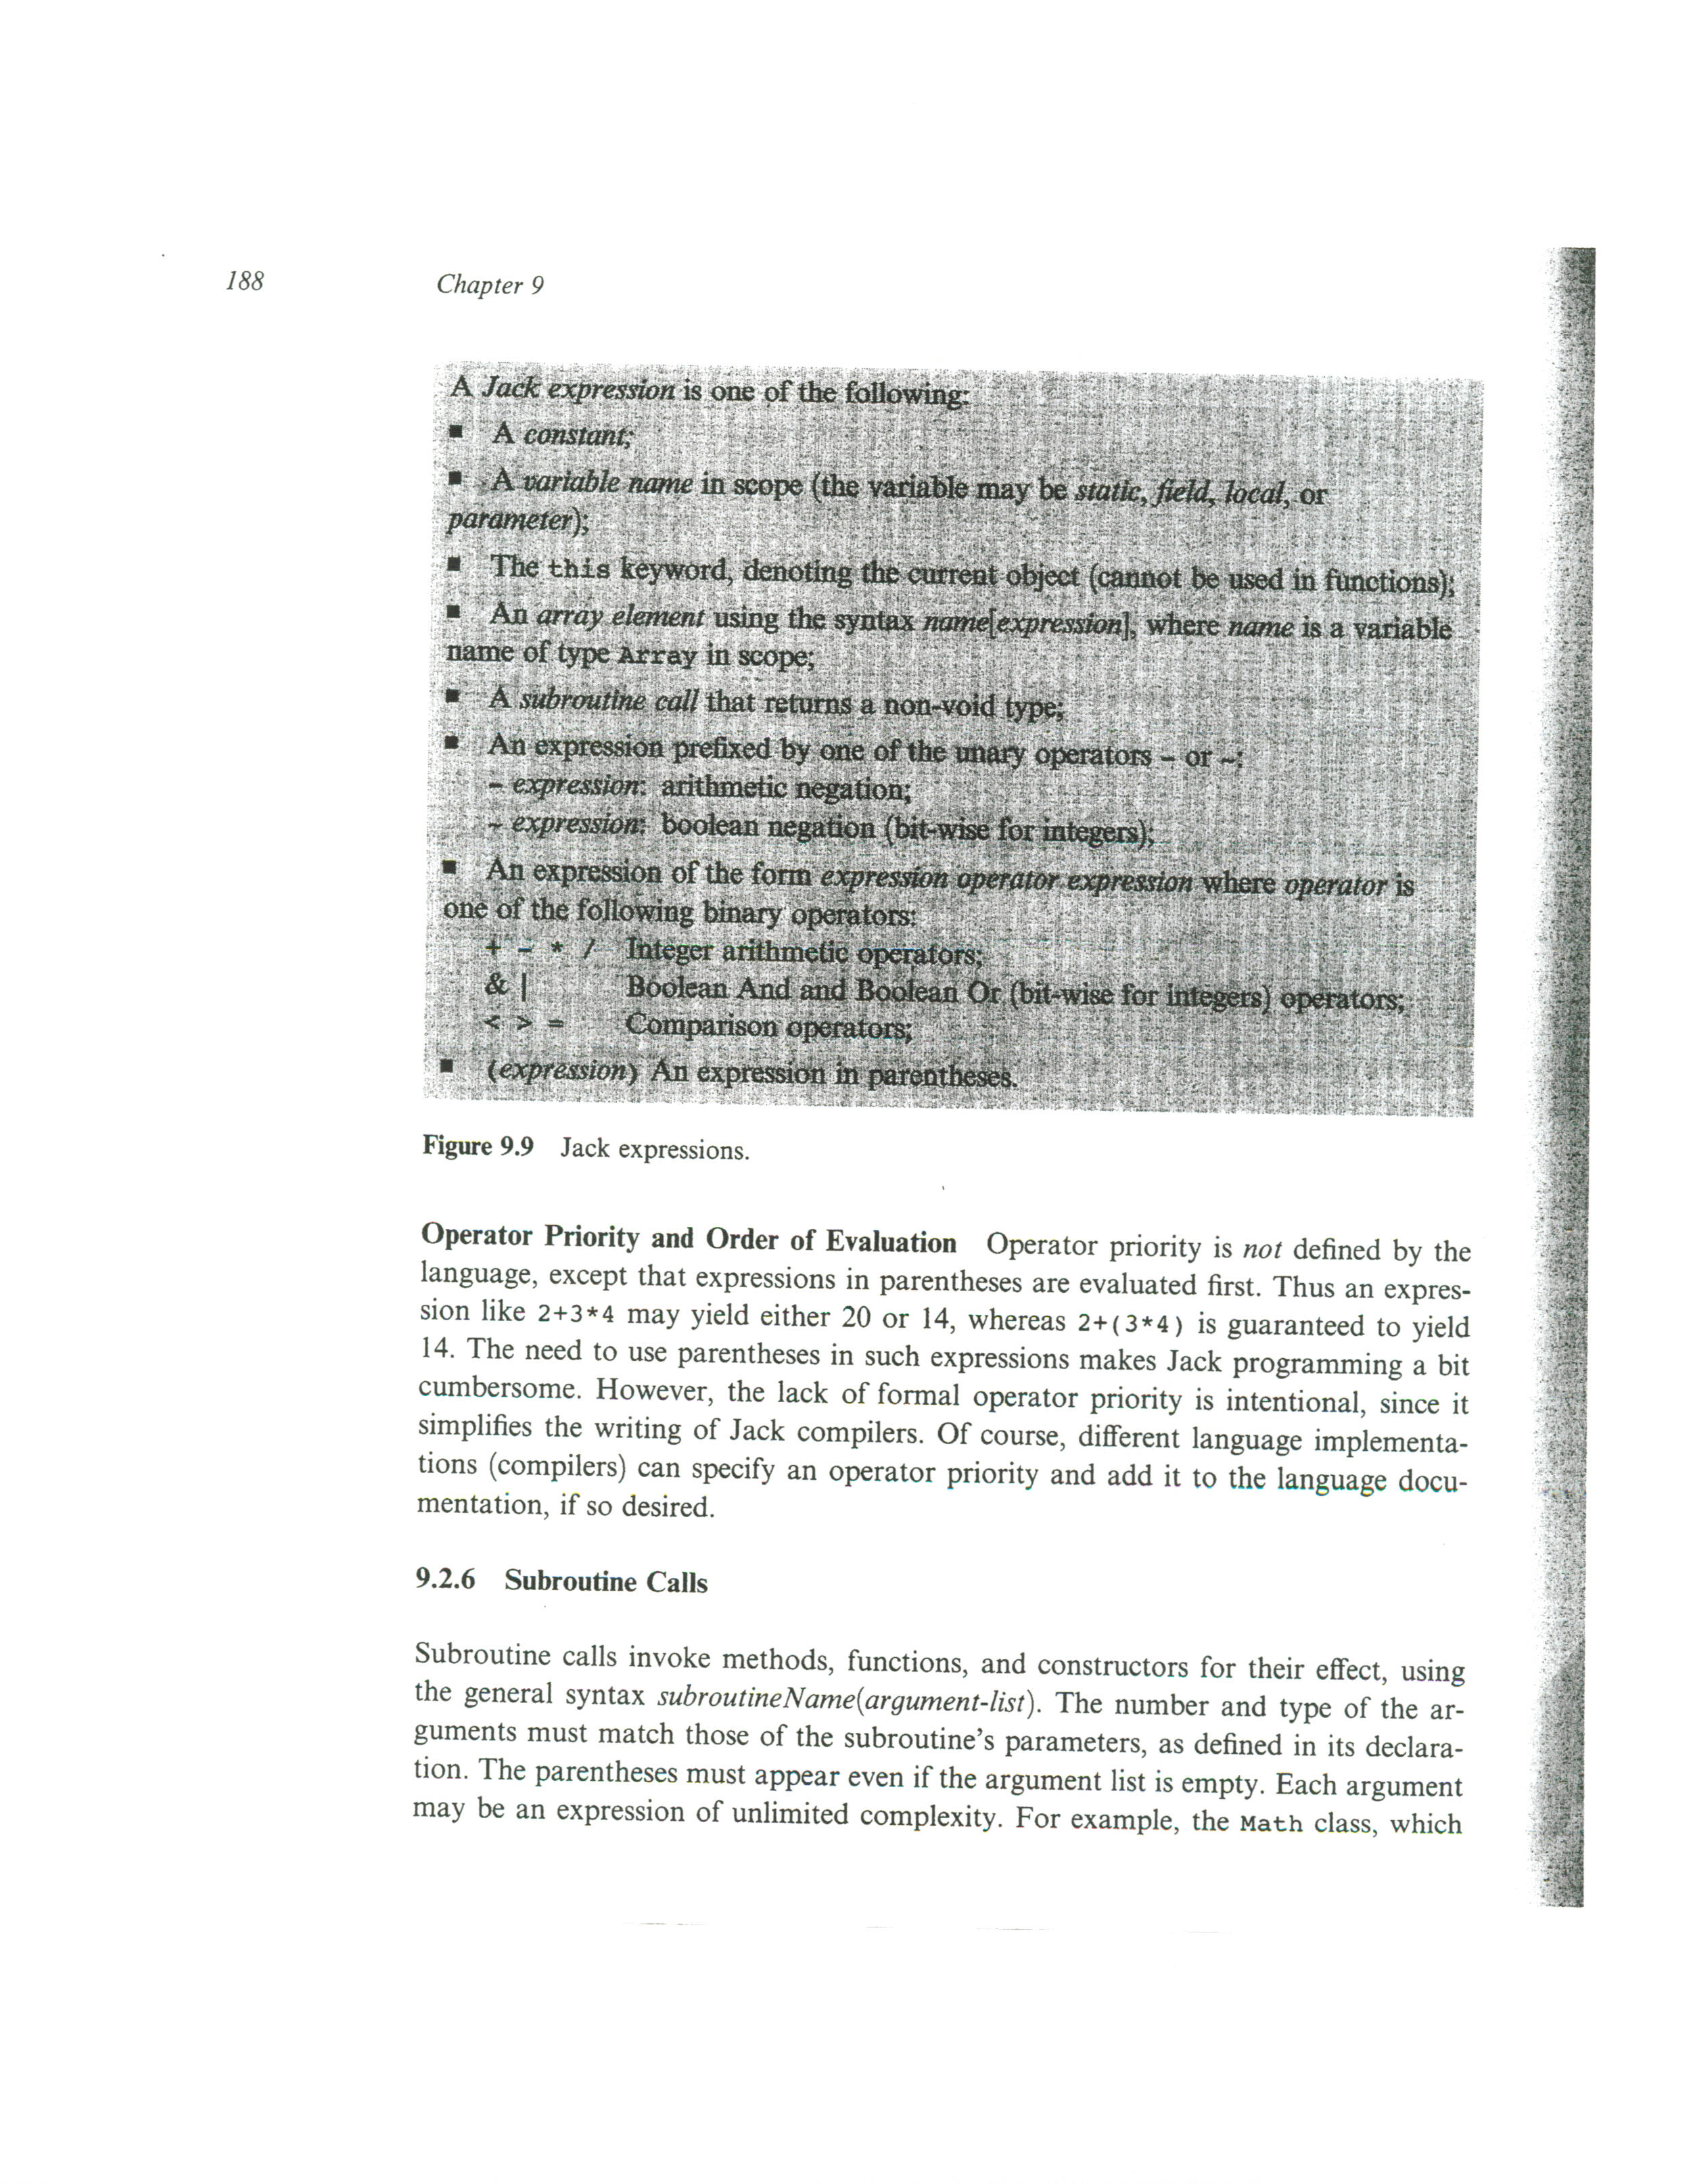 188 Chapter 9
A Jack expression is one of the following:
■ A constant;
■ A variable name in scope (the variable may be static, field, local, or
parameter);
■ The this keyword, denoting the current object (cannot be used in functions);
■ An array element using the syntax name[expression], where name is a variable
name of type Array in scope;
■ A subroutine call that returns a non-void type;
■ An expression prefixed by one of the unary operators – or ~:
– expression: arithmetic negation;
~ expression: boolean negation (bit-wise for integers);
■ An expression of the form expression operator expression where operator is
one of the following binary operators:
+ – * / Integer arithmetic operators;
& | Boolean And and Boolean Or (bit-wise for integers) operators;
< > = Comparison operators;
■ (expression) An expression in parentheses.
Figure 9.9 Jack expressions.
Operator Priority and Order of Evaluation Operator priority is not defined by the
language, except that expressions in parentheses are evaluated first. Thus an expres-
sion like 2+3*4 may yield either 20 or 14, whereas 2+(3*4) is guaranteed to yield
14. The need to use parentheses in such expressions makes Jack programming a bit
cumbersome. However, the lack of formal operator priority is intentional, since it
simplifies the writing of Jack compilers. Of course, different language implementa-
tions (compilers) can specify an operator priority and add it to the language docu-
mentation, if so desired.
9.2.6 Subroutine Calls
Subroutine calls invoke methods, functions, and constructors for their effect, using
the general syntax subroutineName(argument-list). The number and type of the ar-
guments must match those of the subroutine's parameters, as defined in its declara-
tion. The parentheses must appear even if the argument list is empty. Each argument
may be an expression of unlimited complexity. For example, the Math class, which